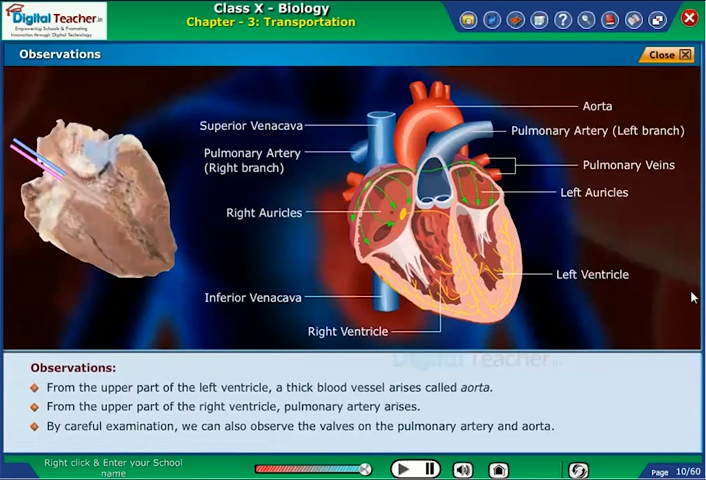 Digital Teacher.in
Empowering Schools & Promoting
Innovation through Digital Technology
Class X - Biology
Chapter - 3: Transportation
Observations
Close
Aorta
Superior Venacava
Pulmonary Artery (Left branch)
Pulmonary Artery
(Right branch)
Pulmonary Veins
Left Auricles
Right Auricles
Left Ventricle
Inferior Venacava
Right Ventricle
Digital Teacher.in
Observations:
From the upper part of the left ventricle, a thick blood vessel arises called aorta.
From the upper part of the right ventricle, pulmonary artery arises.
By careful examination, we can also observe the valves on the pulmonary artery and aorta.
Right click & Enter your School
name
Page 10/60